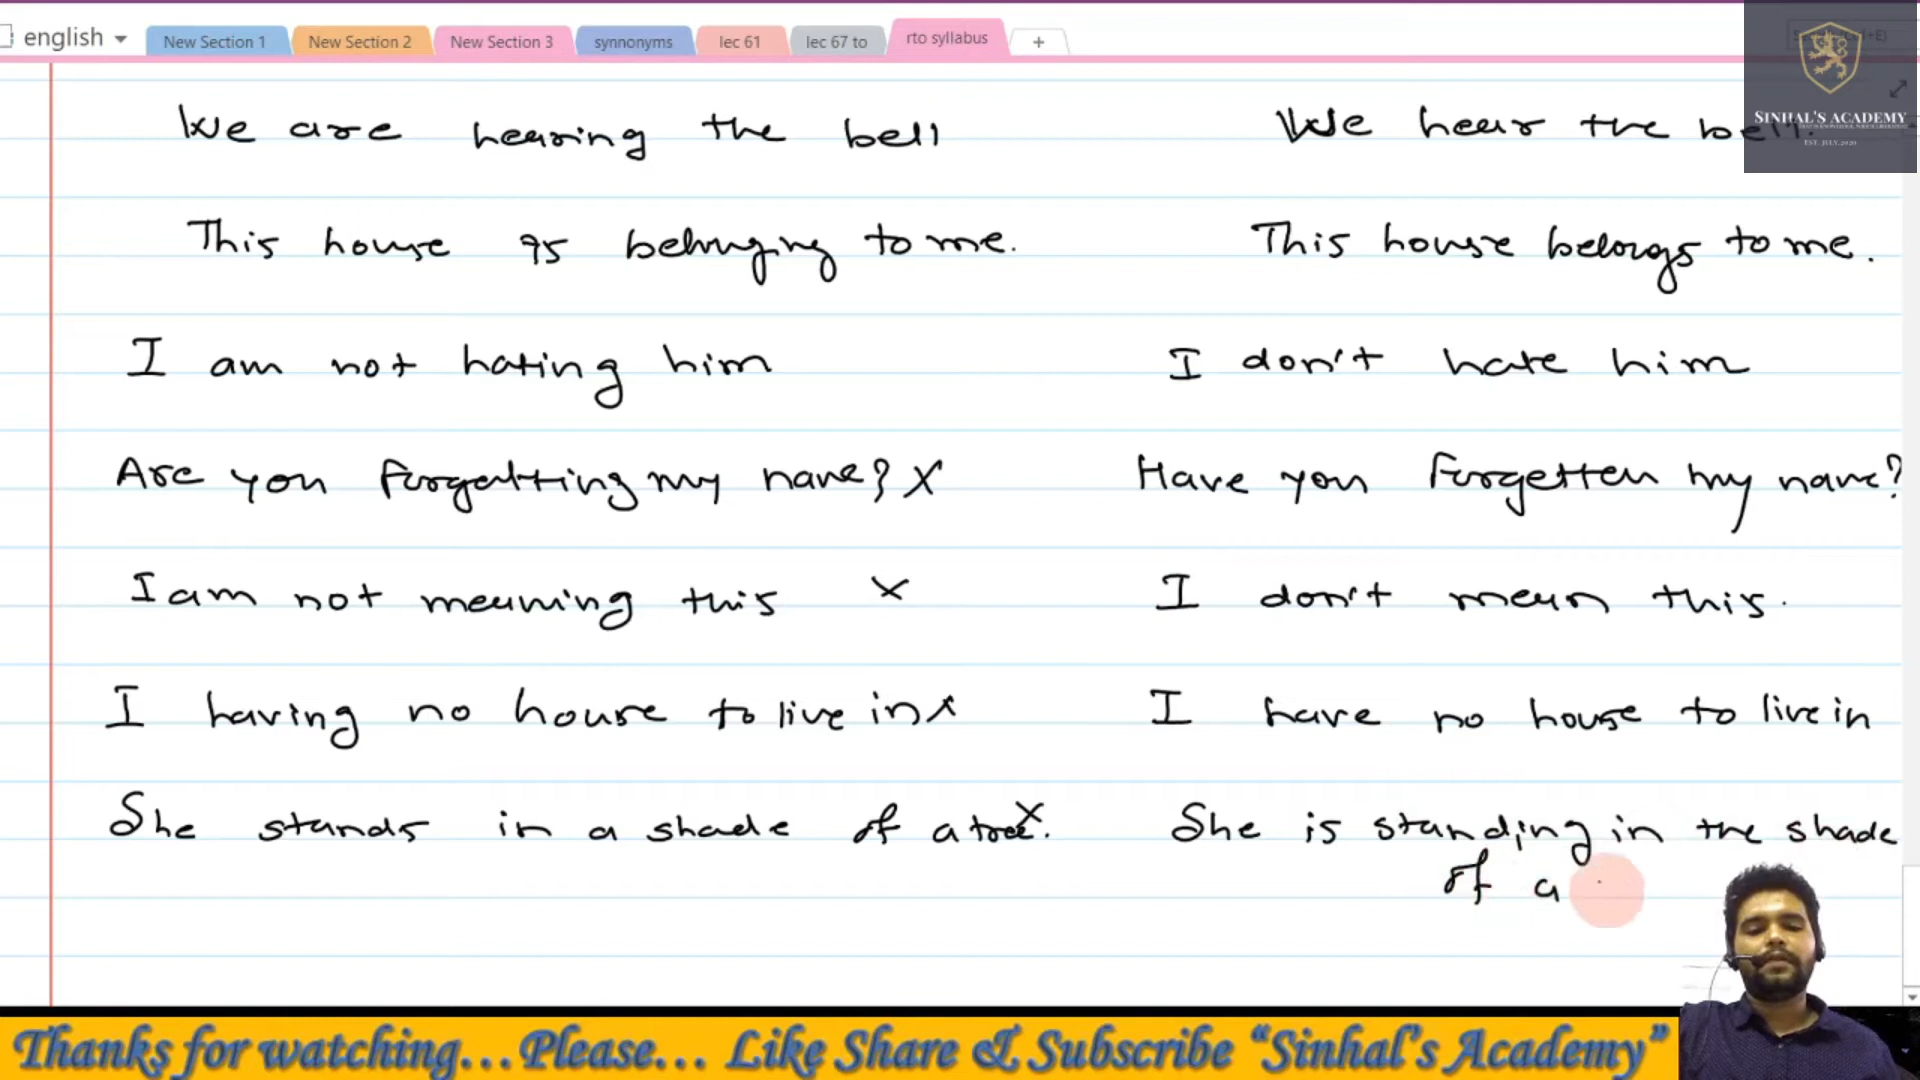 english
New Section 1 New Section 2 New Section 3 synnonyms lec 61 lec 67 to rto syllabus +
SINHAL'S ACADEMY
EST. JULY.2020
We are hearing the bell We hear the bell.
This house is belonging to me. This house belongs to me.
I am not hating him I don't hate him
Are you forgetting my name? X Have you forgetten my name?
I am not meaning this X I don't mean this.
I having no house to live in x I have no house to live in
She stands in a shade of a tree. X She is standing in the shade
of a
Thanks for watching... Please... Like Share & Subscribe "Sinhal's Academy"